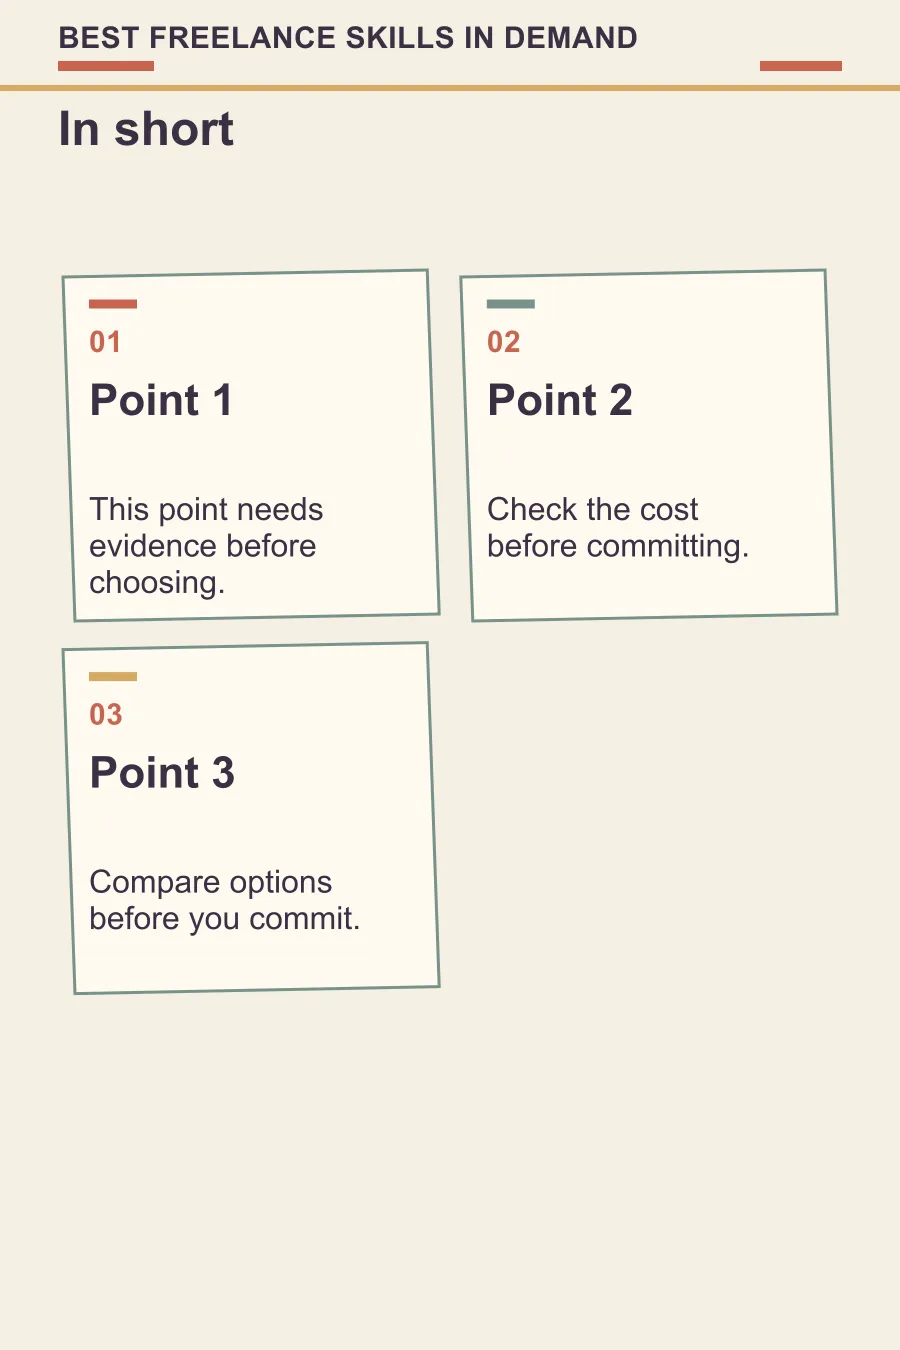 BEST FREELANCE SKILLS IN DEMAND
In short
01
Point 1
This point needs
evidence before
choosing.
02
Point 2
Check the cost
before committing.
03
Point 3
Compare options
before you commit.